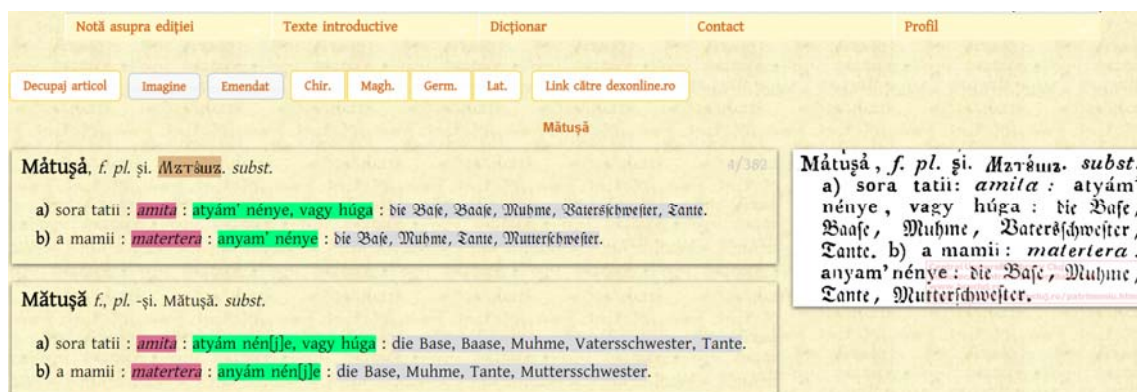 Notă asupra ediției Texte introductive Dicționar Contact Profil
Decupaj articol Imagine Emendat Chir. Magh. Germ. Lat. Link către dexonline.ro
Mătușă
Mátuşả, f. pl. și. Мътȣшъ. subst. 4/382
a) sora tatii : amita : atyám' nénye, vagy húga : die Baſe, Baaſe, Muhme, Vatersſchweſter, Tante.
b) a mamii : matertera : anyam' nénye : die Baſe, Muhme, Tante, Mutterſchweſter.
Mătușă f., pl. -și. Mătușă. subst.
a) sora tatii : amita : atyám nén[j]e, vagy húga : die Base, Baase, Muhme, Vatersschwester, Tante.
b) a mamii : matertera : anyám nén[j]e : die Base, Muhme, Tante, Muttersschwester.
Mátuşả, f. pl. și. Мътȣшъ. subst.
a) sora tatii: amita : atyám'
nénye, vagy húga : die Baſe,
Baaſe, Muhme, Vatersſchweſter,
Tante. b) a mamii: matertera :
anyam' nénye: die Baſe, Muhme,
Tante, Mutterſchweſter.